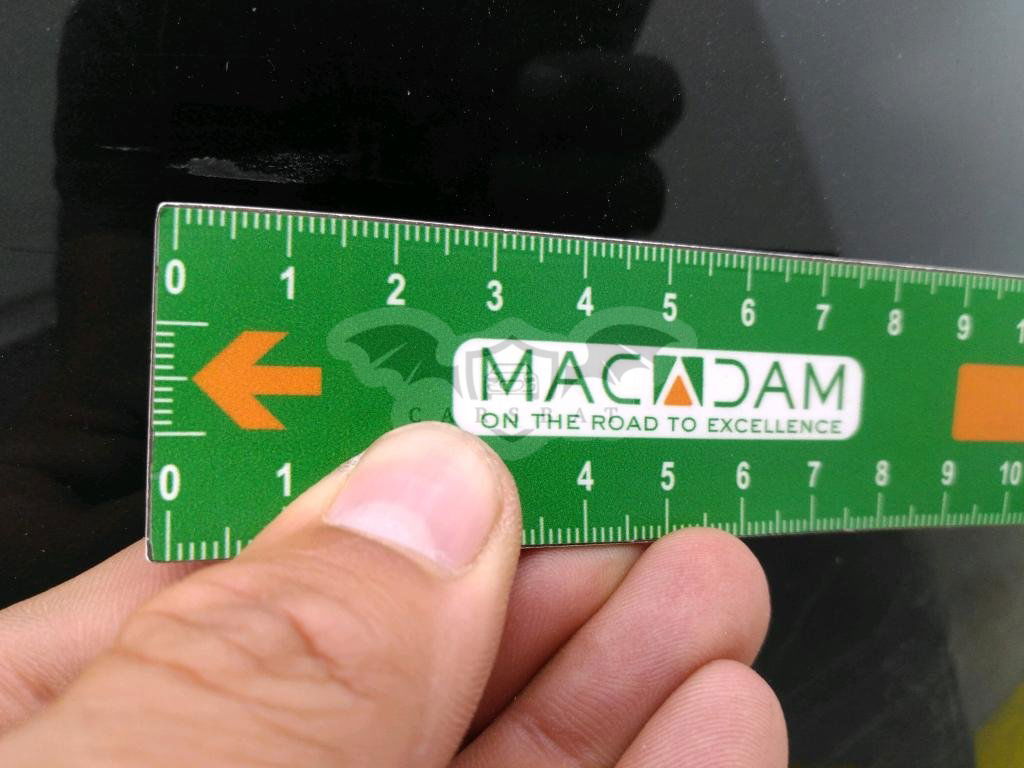 0 1 2 3 4 5 6 7 8 9
MACADAM
CARSBAT
ON THE ROAD TO EXCELLENCE
0 1 4 5 6 7 8 9 10